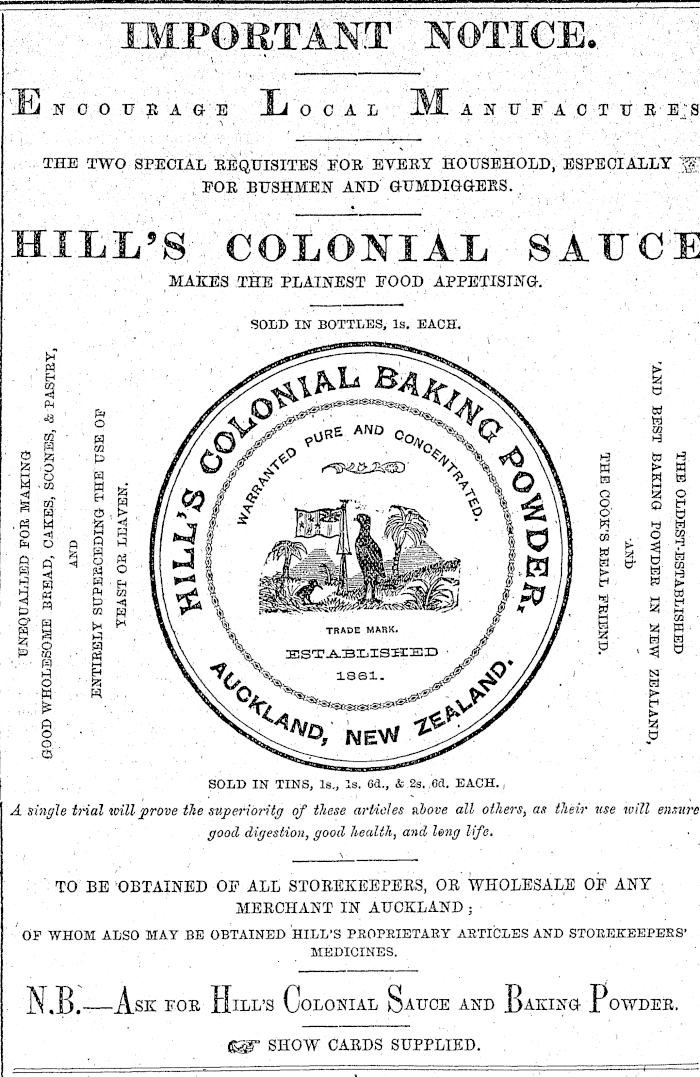 IMPORTANT NOTICE.
ENCOURAGE LOCAL MANUFACTURES
THE TWO SPECIAL REQUISITES FOR EVERY HOUSEHOLD, ESPECIALLY
FOR BUSHMEN AND GUMDIGGERS.
HILL'S COLONIAL SAUCE
MAKES THE PLAINEST FOOD APPETISING.
SOLD IN BOTTLES, 1s. EACH.
UNEQUALLED FOR MAKING
GOOD WHOLESOME BREAD, CAKES, SCONES, & PASTRY,
AND
ENTIRELY SUPERCEDING THE USE OF
YEAST OR LEAVEN.
HILL'S COLONIAL BAKING POWDER.
WARRANTED PURE AND CONCENTRATED.
TRADE MARK.
ESTABLISHED
1861.
AUCKLAND, NEW ZEALAND.
THE OLDEST-ESTABLISHED
AND BEST BAKING POWDER IN NEW ZEALAND,
AND
THE COOK'S REAL FRIEND.
SOLD IN TINS, 1s., 1s. 6d., & 2s. 6d. EACH.
A single trial will prove the superioritg of these articles above all others, as their use will ensure
good digestion, good health, and long life.
TO BE OBTAINED OF ALL STOREKEEPERS, OR WHOLESALE OF ANY
MERCHANT IN AUCKLAND;
OF WHOM ALSO MAY BE OBTAINED HILL'S PROPRIETARY ARTICLES AND STOREKEEPERS'
MEDICINES.
N.B.—ASK FOR HILL'S COLONIAL SAUCE AND BAKING POWDER.
☞ SHOW CARDS SUPPLIED.